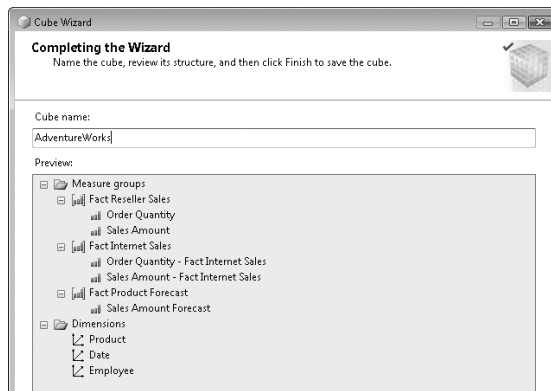 Cube Wizard
Completing the Wizard
Name the cube, review its structure, and then click Finish to save the cube.
Cube name:
AdventureWorks
Preview:
Measure groups
Fact Reseller Sales
Order Quantity
Sales Amount
Fact Internet Sales
Order Quantity - Fact Internet Sales
Sales Amount - Fact Internet Sales
Fact Product Forecast
Sales Amount Forecast
Dimensions
Product
Date
Employee